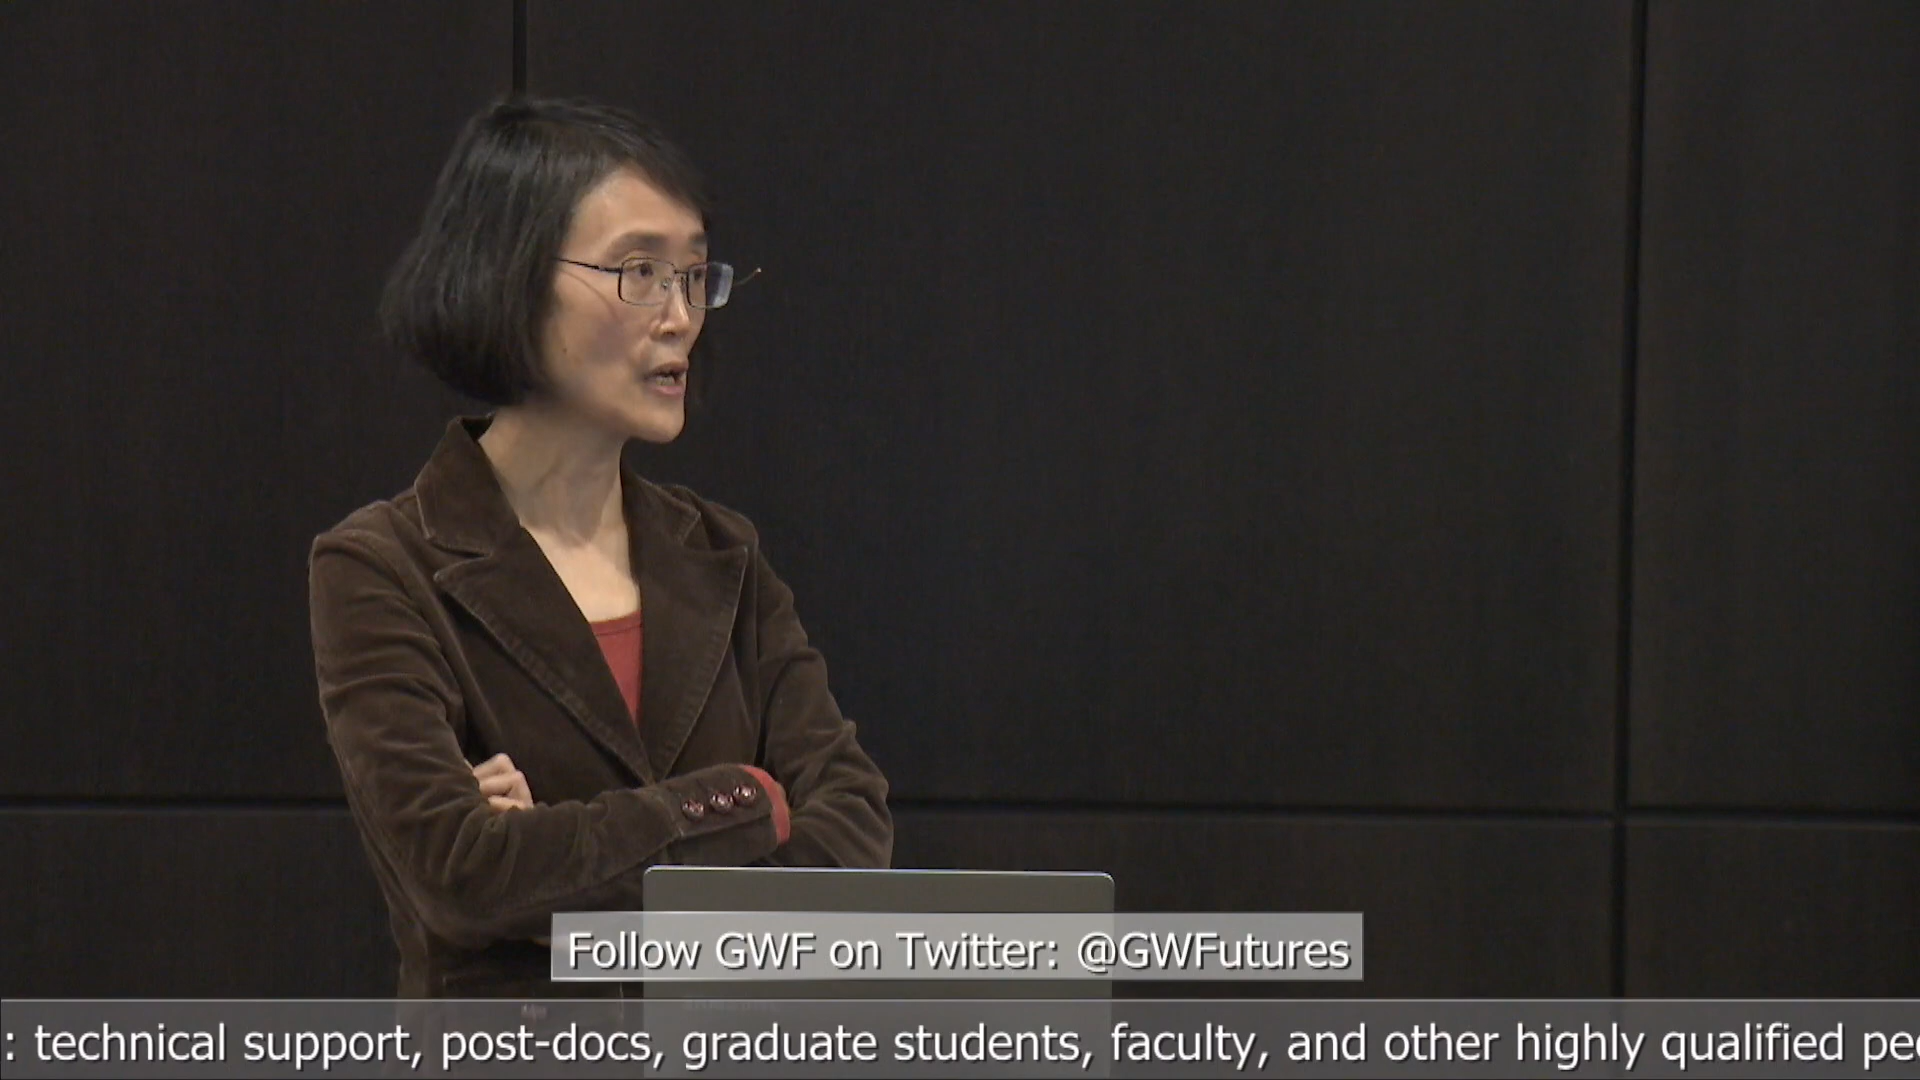 Follow GWF on Twitter: @GWFutures
: technical support, post-docs, graduate students, faculty, and other highly qualified